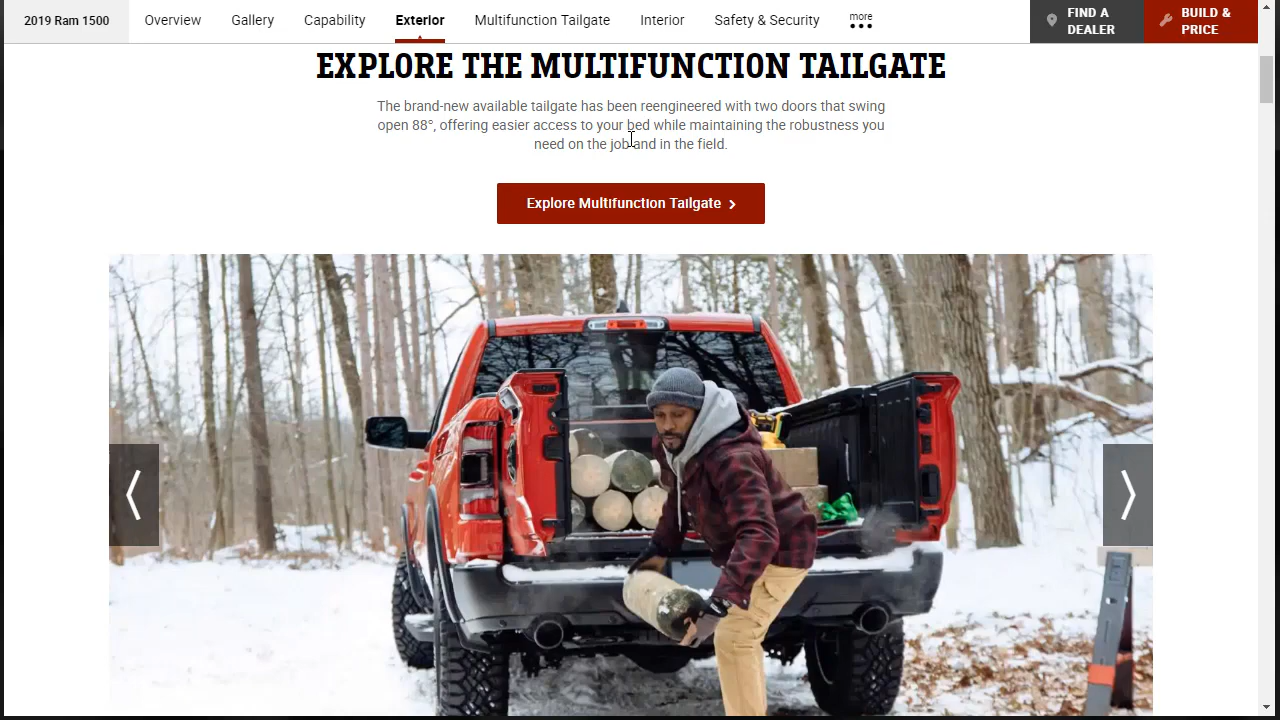 2019 Ram 1500
Overview
Gallery
Capability
Exterior
Multifunction Tailgate
Interior
Safety & Security
more
FIND A
DEALER
BUILD &
PRICE
EXPLORE THE MULTIFUNCTION TAILGATE
The brand-new available tailgate has been reengineered with two doors that swing
open 88°, offering easier access to your bed while maintaining the robustness you
need on the job and in the field.
Explore Multifunction Tailgate